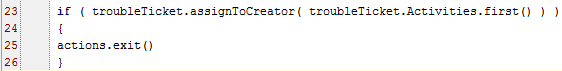 23 if ( troubleTicket.assignToCreator( troubleTicket.Activities.first() ) )
24 {
25 actions.exit()
26 }